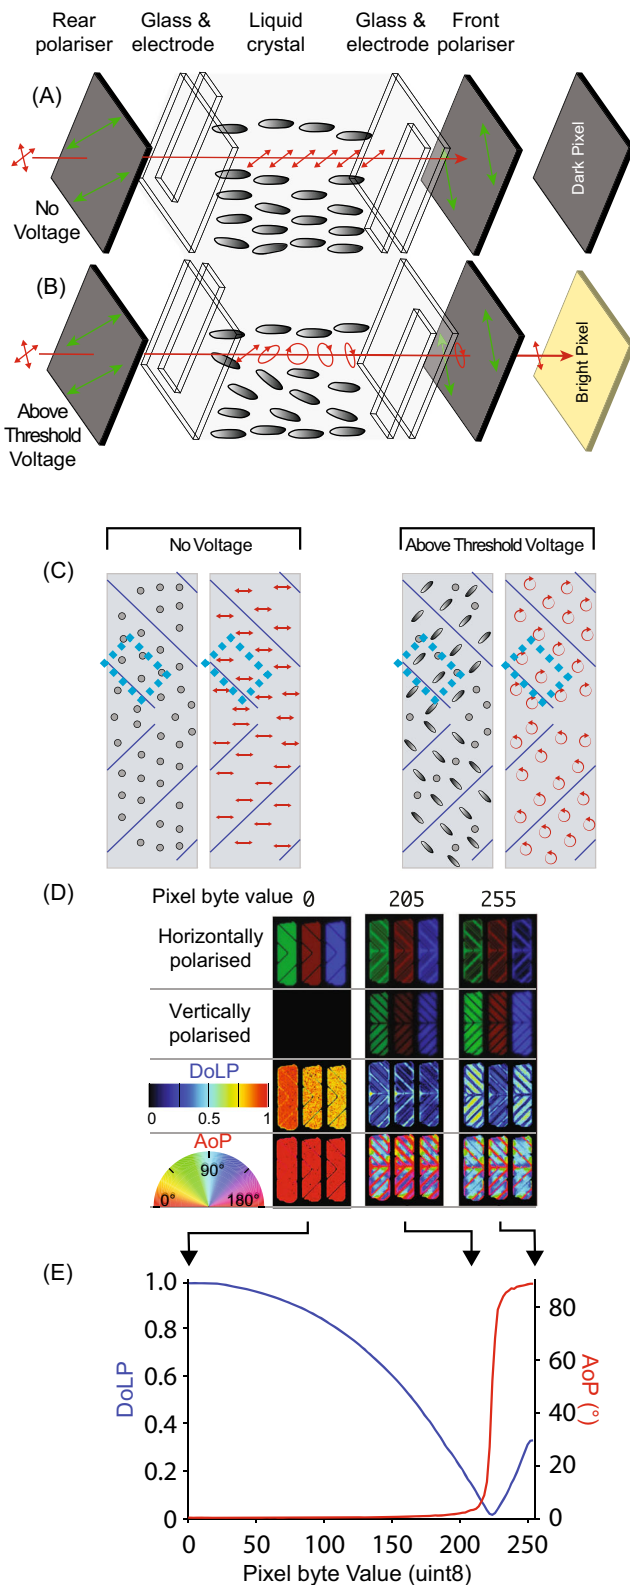 Rear Glass & Liquid Glass & Front
polariser electrode crystal electrode polariser
(A)
No
Voltage
Dark Pixel
(B)
Above
Threshold
Voltage
Bright Pixel
No Voltage
Above Threshold Voltage
(C)
(D)
Pixel byte value 0 205 255
Horizontally
polarised
Vertically
polarised
DoLP
0 0.5 1
AoP
90°
0° 180°
(E)
1.0
0.8
0.6
0.4
0.2
0
DoLP
80
60
40
20
0
AoP (°)
0 50 100 150 200 250
Pixel byte Value (uint8)